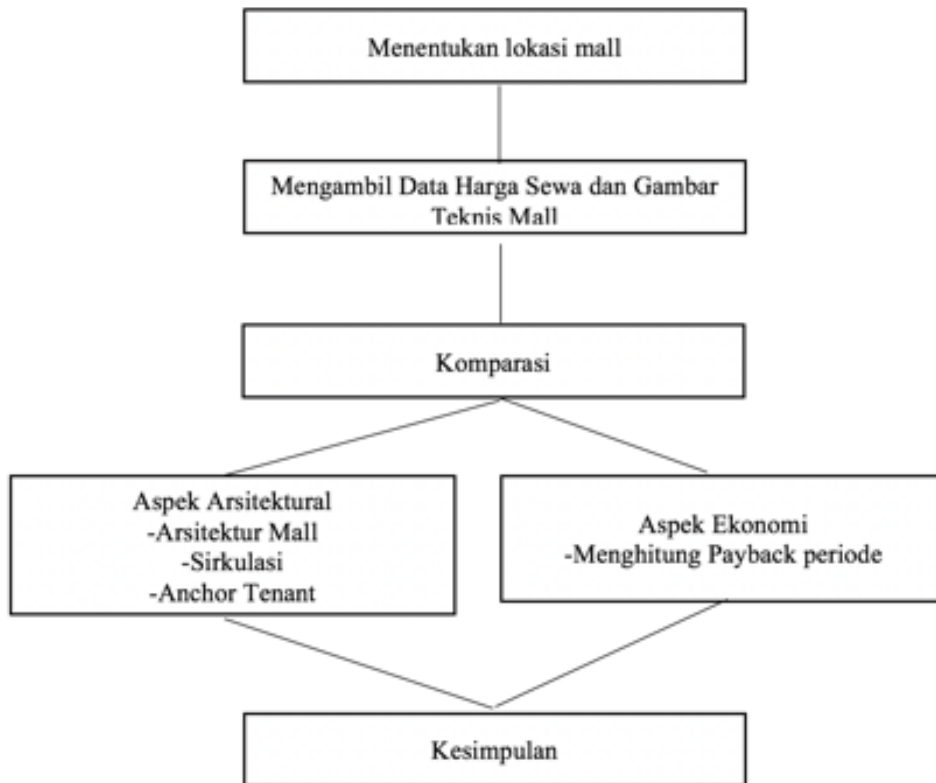 Menentukan lokasi mall
Mengambil Data Harga Sewa dan Gambar
Teknis Mall
Komparasi
Aspek Arsitektural
-Arsitektur Mall
-Sirkulasi
-Anchor Tenant
Aspek Ekonomi
-Menghitung Payback periode
Kesimpulan